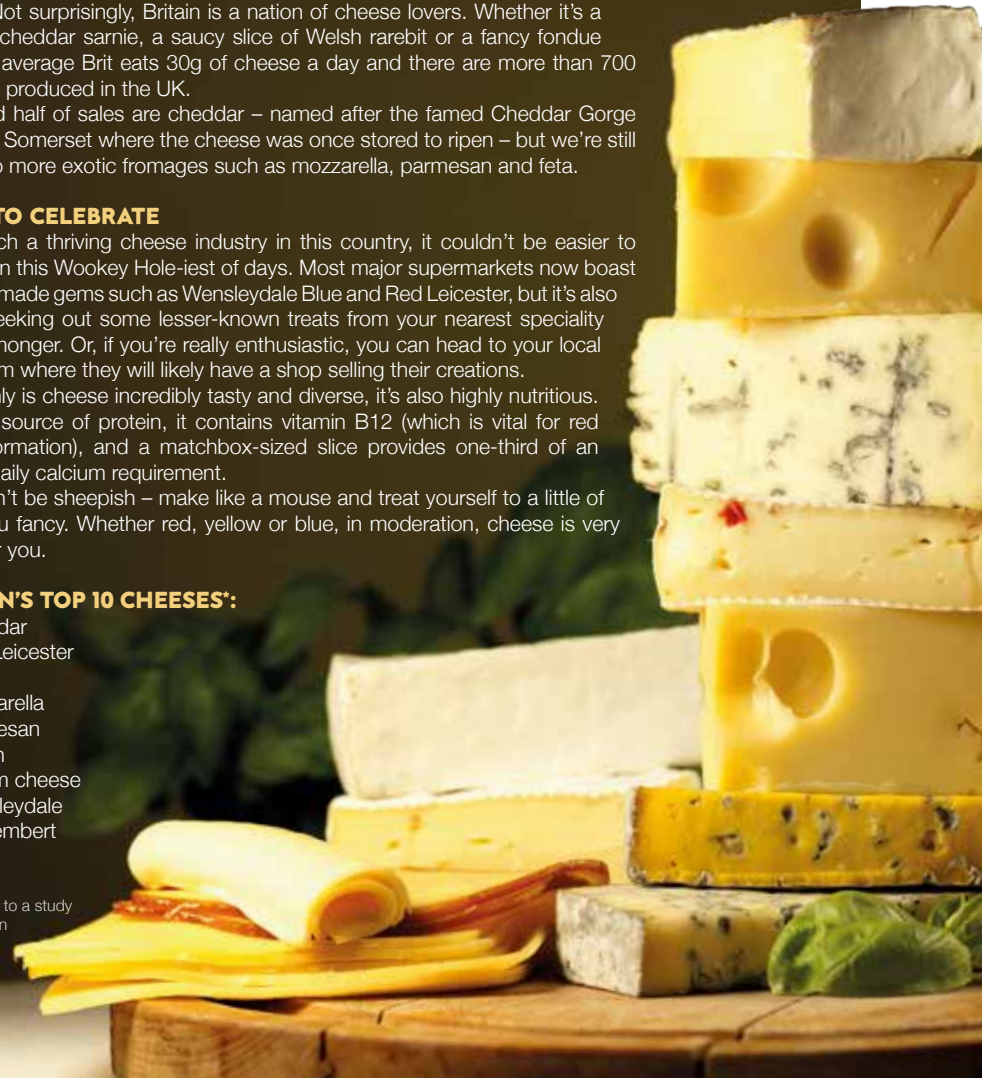 Not surprisingly, Britain is a nation of cheese lovers. Whether it's a
cheddar sarnie, a saucy slice of Welsh rarebit or a fancy fondue
average Brit eats 30g of cheese a day and there are more than 700
produced in the UK.
d half of sales are cheddar – named after the famed Cheddar Gorge
Somerset where the cheese was once stored to ripen – but we're still
o more exotic fromages such as mozzarella, parmesan and feta.
TO CELEBRATE
ch a thriving cheese industry in this country, it couldn't be easier to
n this Wookey Hole-iest of days. Most major supermarkets now boast
made gems such as Wensleydale Blue and Red Leicester, but it's also
eeking out some lesser-known treats from your nearest speciality
nonger. Or, if you're really enthusiastic, you can head to your local
m where they will likely have a shop selling their creations.
nly is cheese incredibly tasty and diverse, it's also highly nutritious.
source of protein, it contains vitamin B12 (which is vital for red
ormation), and a matchbox-sized slice provides one-third of an
aily calcium requirement.
n't be sheepish – make like a mouse and treat yourself to a little of
u fancy. Whether red, yellow or blue, in moderation, cheese is very
r you.
N'S TOP 10 CHEESES*:
dar
Leicester
arella
esan
n
m cheese
leydale
embert
to a study
n